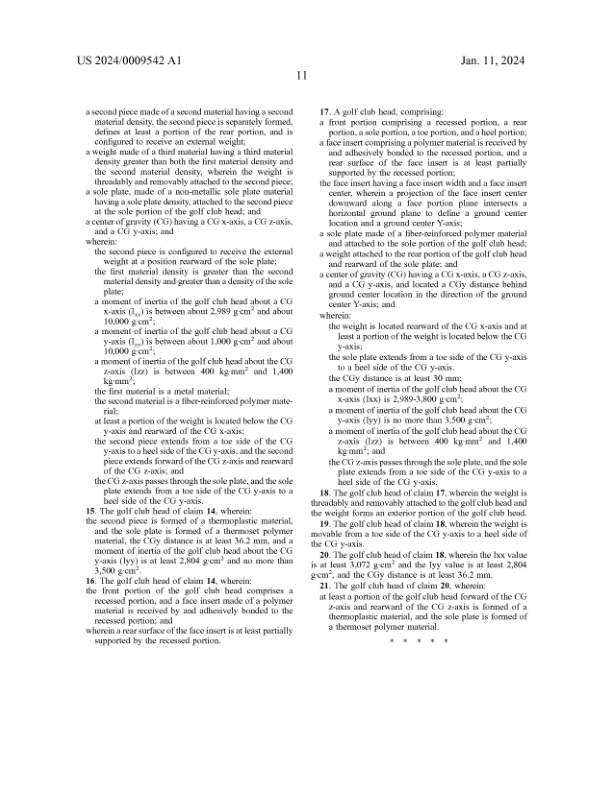 US 2024/0009542 A1
Jan. 11, 2024
11
a second piece made of a second material having a second
material density, the second piece is separately formed,
defines at least a portion of the rear portion, and is
configured to receive an external weight;
a weight made of a third material having a third material
density greater than both the first material density and
the second material density, wherein the weight is
threadably and removably attached to the second piece;
a sole plate, made of a non-metallic sole plate material
having a sole plate density, attached to the second piece
at the sole portion of the golf club head; and
a center of gravity (CG) having a CG x-axis, a CG z-axis,
and a CG y-axis; and
wherein:
the second piece is configured to receive the external
weight at a position rearward of the sole plate;
the first material density is greater than the second
material density and greater than a density of the sole
plate;
a moment of inertia of the golf club head about a CG
x-axis (Ixx) is between about 2,989 g·cm² and about
10,000 g·cm²;
a moment of inertia of the golf club head about a CG
y-axis (Iyy) is between about 1,000 g·cm² and about
10,000 g·cm²;
a moment of inertia of the golf club head about the CG
z-axis (Izz) is between 400 kg·mm² and 1,400
kg·mm²;
the first material is a metal material;
the second material is a fiber-reinforced polymer mate-
rial;
at least a portion of the weight is located below the CG
y-axis and rearward of the CG x-axis;
the second piece extends from a toe side of the CG
y-axis to a heel side of the CG y-axis, and the second
piece extends forward of the CG z-axis and rearward
of the CG z-axis; and
the CG z-axis passes through the sole plate, and the sole
plate extends from a toe side of the CG y-axis to a
heel side of the CG y-axis.
15. The golf club head of claim 14, wherein:
the second piece is formed of a thermoplastic material,
and the sole plate is formed of a thermoset polymer
material, the CGy distance is at least 36.2 mm, and a
moment of inertia of the golf club head about the CG
y-axis (Iyy) is at least 2,804 g·cm² and no more than
3,500 g·cm².
16. The golf club head of claim 14, wherein:
the front portion of the golf club head comprises a
recessed portion, and a face insert made of a polymer
material is received by and adhesively bonded to the
recessed portion; and
wherein a rear surface of the face insert is at least partially
supported by the recessed portion.
17. A golf club head, comprising:
a front portion comprising a recessed portion, a rear
portion, a sole portion, a toe portion, and a heel portion;
a face insert comprising a polymer material is received by
and adhesively bonded to the recessed portion, and a
rear surface of the face insert is at least partially
supported by the recessed portion;
the face insert having a face width and a face insert
center, wherein a projection of the face insert center
downward along a face portion plane intersects a
horizontal ground plane to define a ground center
location and a ground center Y-axis;
a sole plate made of a fiber-reinforced polymer material
and attached to the sole portion of the golf club head;
a weight attached to the rear portion of the golf club head
and rearward of the sole plate; and
a center of gravity (CG) having a CG x-axis, a CG z-axis,
and a CG y-axis, and located a CGy distance behind
ground center location in the direction of the ground
center Y-axis; and
wherein:
the weight is located rearward of the CG x-axis and at
least a portion of the weight is located below the CG
y-axis;
the sole plate extends from a toe side of the CG y-axis
to a heel side of the CG y-axis.
the CGy distance is at least 30 mm;
a moment of inertia of the golf club head about the CG
x-axis (Ixx) is 2,989-3,800 g·cm²;
a moment of inertia of the golf club head about the CG
y-axis (Iyy) is no more than 3,500 g·cm²;
a moment of inertia of the golf club head about the CG
z-axis (Izz) is between 400 kg·mm² and 1,400
kg·mm²; and
the CG z-axis passes through the sole plate, and the sole
plate extends from a toe side of the CG y-axis to a
heel side of the CG y-axis.
18. The golf club head of claim 17, wherein the weight is
threadably and removably attached to the golf club head and
the weight forms an exterior portion of the golf club head.
19. The golf club head of claim 18, wherein the weight is
movable from a toe side of the CG y-axis to a heel side of
the CG y-axis.
20. The golf club head of claim 18, wherein the Ixx value
is at least 3,072 g·cm² and the Iyy value is at least 2,804
g·cm², and the CGy distance is at least 36.2 mm.
21. The golf club head of claim 20, wherein:
at least a portion of the golf club head forward of the CG
z-axis and rearward of the CG z-axis is formed of a
thermoplastic material, and the sole plate is formed of
a thermoset polymer material.
* * * * *